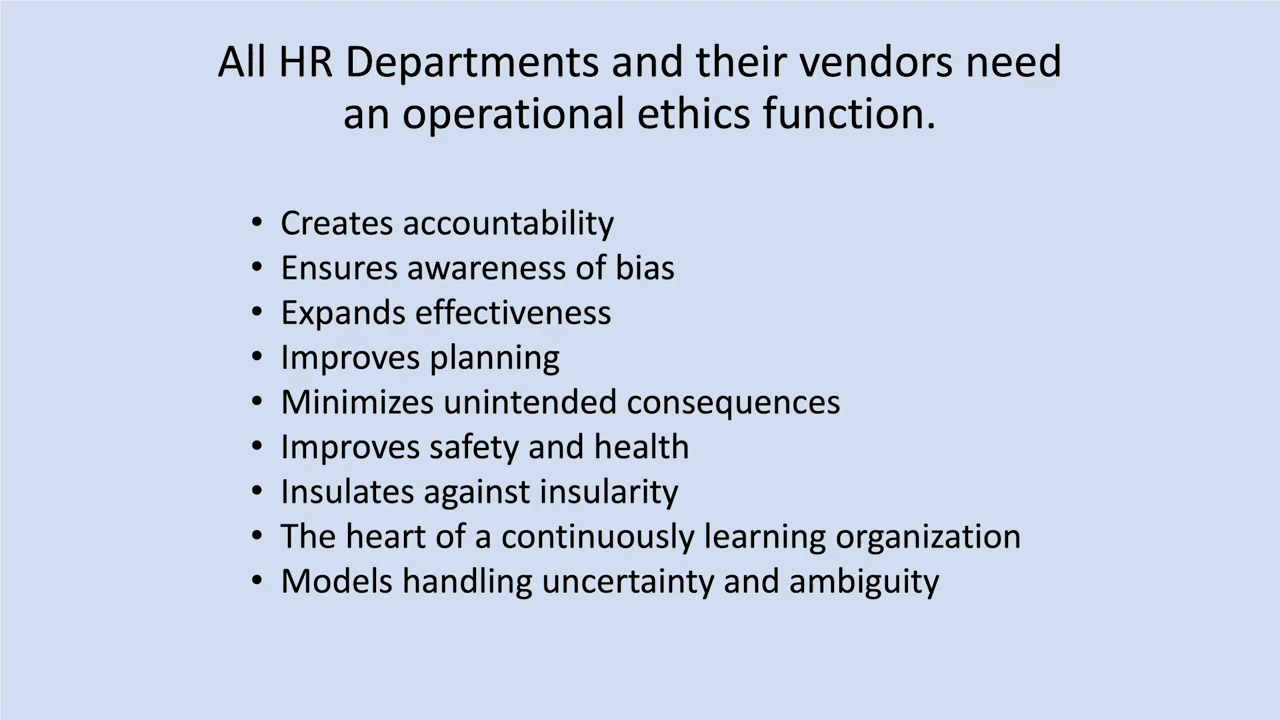 All HR Departments and their vendors need
an operational ethics function.
• Creates accountability
• Ensures awareness of bias
• Expands effectiveness
• Improves planning
• Minimizes unintended consequences
• Improves safety and health
• Insulates against insularity
• The heart of a continuously learning organization
• Models handling uncertainty and ambiguity